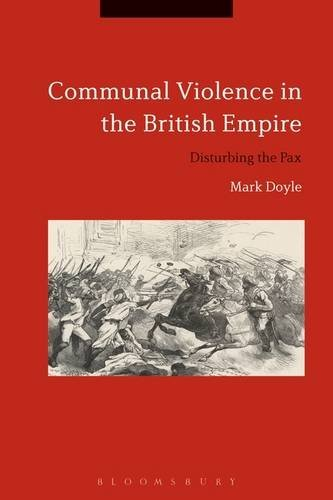 Communal Violence in
the British Empire
Disturbing the Pax
Mark Doyle
BLOOMSBURY